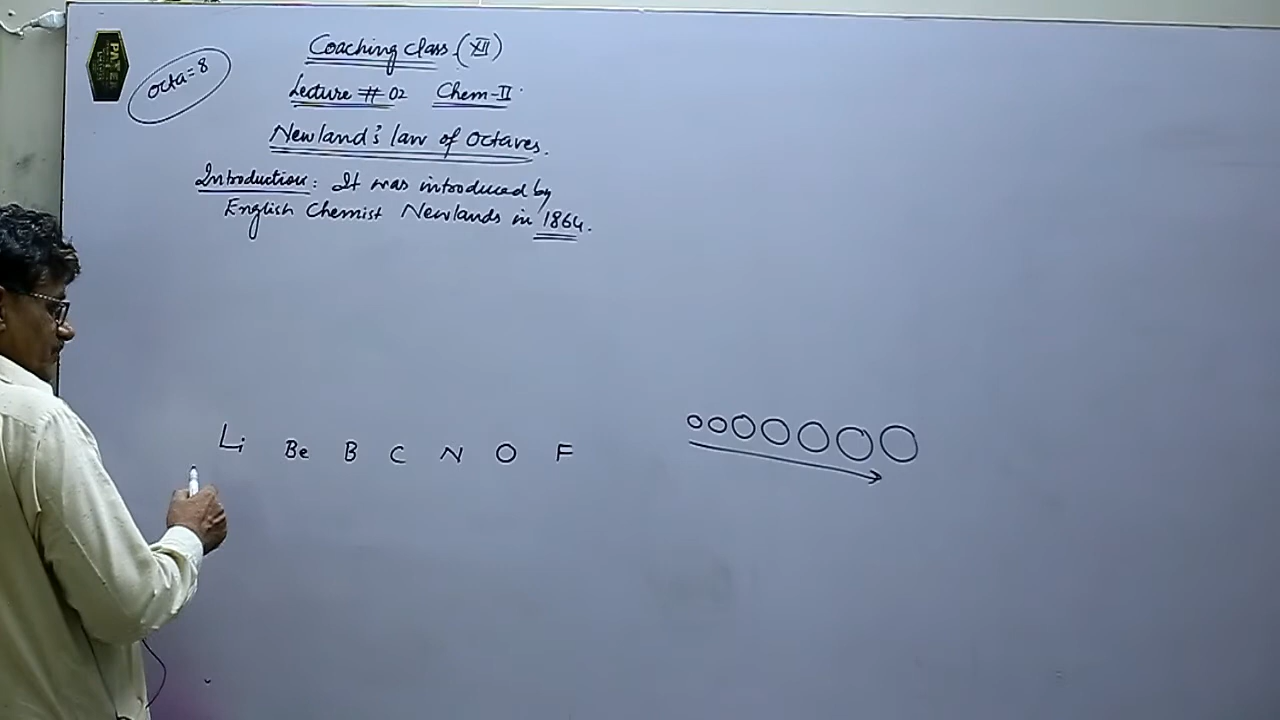 Octa=8
Coaching class (XII)
Lecture # 02 Chem-II
Newland's law of Octaves.
Introduction: It was introduced by
English Chemist Newlands in 1864.
Li Be B C N O F